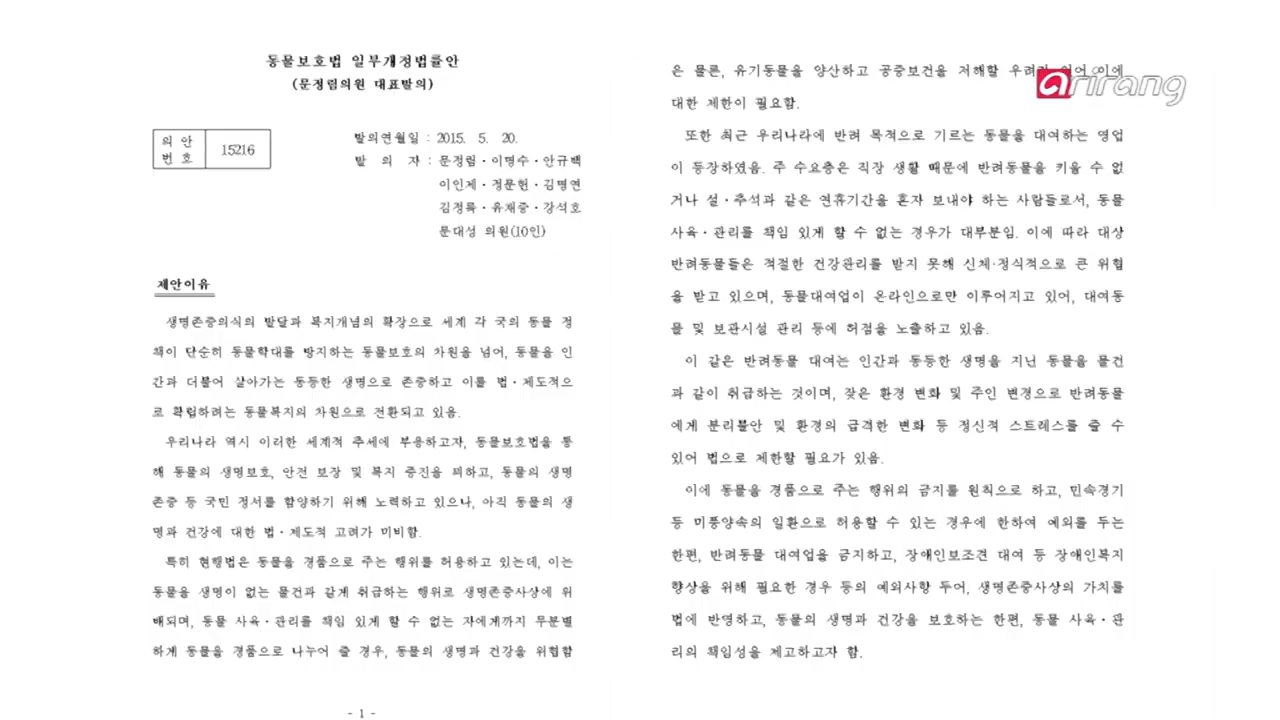 동물보호법 일부개정법률안
(문정림의원 대표발의)
의 안
번 호
15216
발의연월일 : 2015. 5. 20.
발 의 자 : 문정림・이명수・안규백
이인제・정문헌・김명연
김정록・유재중・강석호
문대성 의원(10인)
제안이유
생명존중의식의 발달과 복지개념의 확장으로 세계 각 국의 동물 정
책이 단순히 동물학대를 방지하는 동물보호의 차원을 넘어, 동물을 인
간과 더불어 살아가는 동등한 생명으로 존중하고 이를 법・제도적으
로 확립하려는 동물복지의 차원으로 전환되고 있음.
우리나라 역시 이러한 세계적 추세에 부응하고자, 동물보호법을 통
해 동물의 생명보호, 안전 보장 및 복지 증진을 꾀하고, 동물의 생명
존중 등 국민 정서를 함양하기 위해 노력하고 있으나, 아직 동물의 생
명과 건강에 대한 법・제도적 고려가 미비함.
특히 현행법은 동물을 경품으로 주는 행위를 허용하고 있는데, 이는
동물을 생명이 없는 물건과 같게 취급하는 행위로 생명존중사상에 위
배되며, 동물 사육・관리를 책임 있게 할 수 없는 자에게까지 무분별
하게 동물을 경품으로 나누어 줄 경우, 동물의 생명과 건강을 위협함
- 1 -
arirang
은 물론, 유기동물을 양산하고 공중보건을 저해할 우려가 있어 이에
대한 제한이 필요함.
또한 최근 우리나라에 반려 목적으로 기르는 동물을 대여하는 영업
이 등장하였음. 주 수요층은 직장 생활 때문에 반려동물을 키울 수 없
거나 설・추석과 같은 연휴기간을 혼자 보내야 하는 사람들로서, 동물
사육・관리를 책임 있게 할 수 없는 경우가 대부분임. 이에 따라 대상
반려동물들은 적절한 건강관리를 받지 못해 신체·정식적으로 큰 위협
을 받고 있으며, 동물대여업이 온라인으로만 이루어지고 있어, 대여동
물 및 보관시설 관리 등에 허점을 노출하고 있음.
이 같은 반려동물 대여는 인간과 동등한 생명을 지닌 동물을 물건
과 같이 취급하는 것이며, 잦은 환경 변화 및 주인 변경으로 반려동물
에게 분리불안 및 환경의 급격한 변화 등 정신적 스트레스를 줄 수
있어 법으로 제한할 필요가 있음.
이에 동물을 경품으로 주는 행위의 금지를 원칙으로 하고, 민속경기
등 미풍양속의 일환으로 허용할 수 있는 경우에 한하여 예외를 두는
한편, 반려동물 대여업을 금지하고, 장애인보조견 대여 등 장애인복지
향상을 위해 필요한 경우 등의 예외사항 두어, 생명존중사상의 가치를
법에 반영하고, 동물의 생명과 건강을 보호하는 한편, 동물 사육・관
리의 책임성을 제고하고자 함.